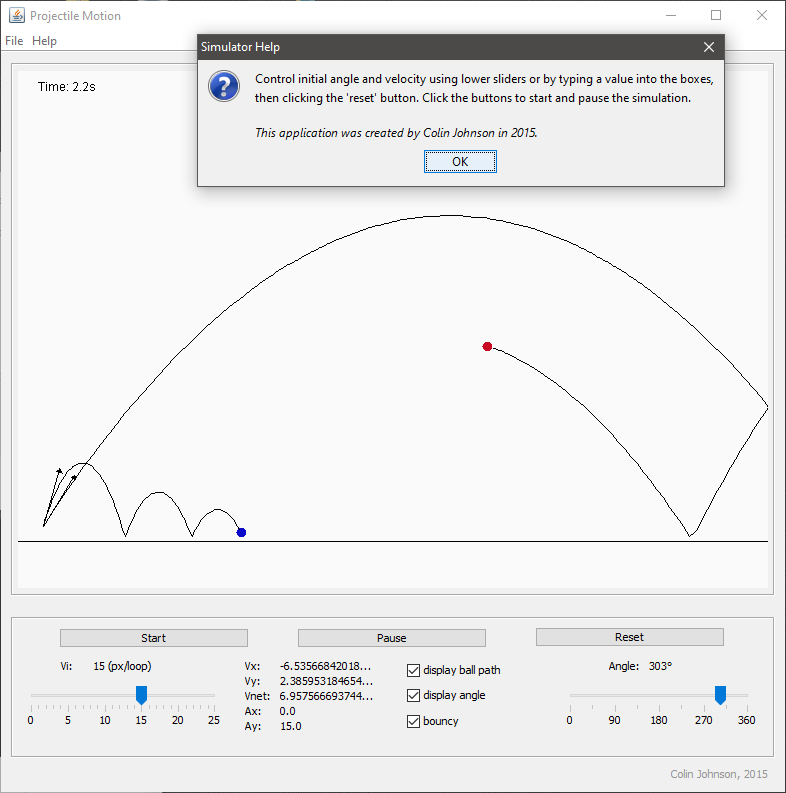 Projectile Motion
File Help
Simulator Help
Time: 2.2s
Control initial angle and velocity using lower sliders or by typing a value into the boxes,
then clicking the 'reset' button. Click the buttons to start and pause the simulation.
This application was created by Colin Johnson in 2015.
OK
Start
Pause
Reset
Vi: 15 (px/loop)
0 5 10 15 20 25
Vx: -6.53566842018...
Vy: 2.385953184654...
Vnet: 6.957566693744...
Ax: 0.0
Ay: 15.0
display ball path
display angle
bouncy
Angle: 303°
0 90 180 270 360
Colin Johnson, 2015